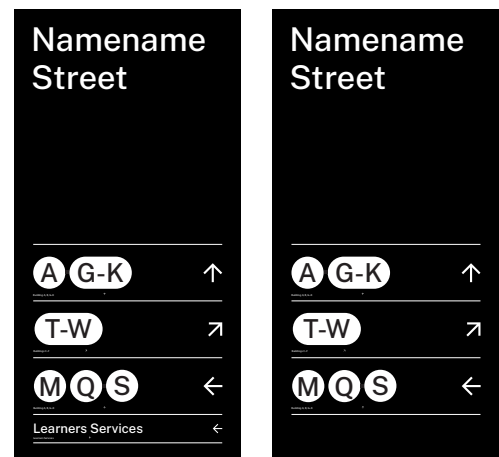 Namename
Street
A G-K
T-W
M Q S
Learners Services
Namename
Street
A G-K
T-W
M Q S